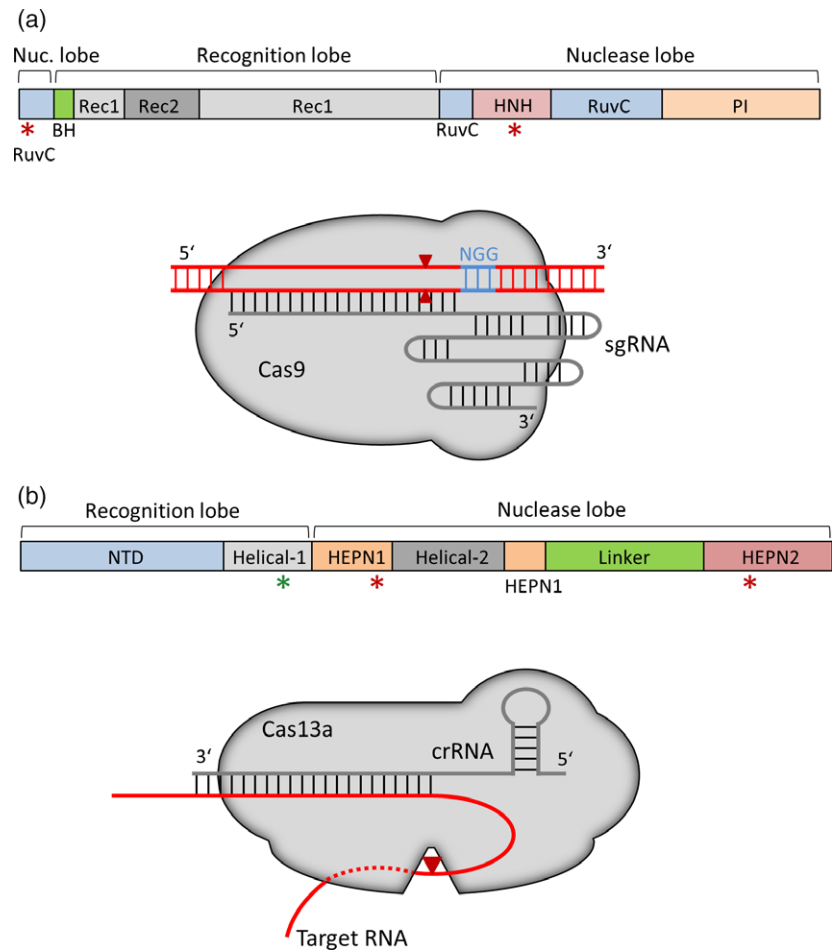 (a)
Nuc. lobe Recognition lobe Nuclease lobe
Rec1 Rec2 Rec1 HNH RuvC PI
* BH RuvC *
RuvC
5‘ NGG 3‘
5‘
sgRNA
Cas9
3‘
(b)
Recognition lobe Nuclease lobe
NTD Helical-1 HEPN1 Helical-2 Linker HEPN2
* * HEPN1 *
Cas13a
3‘ crRNA 5‘
Target RNA